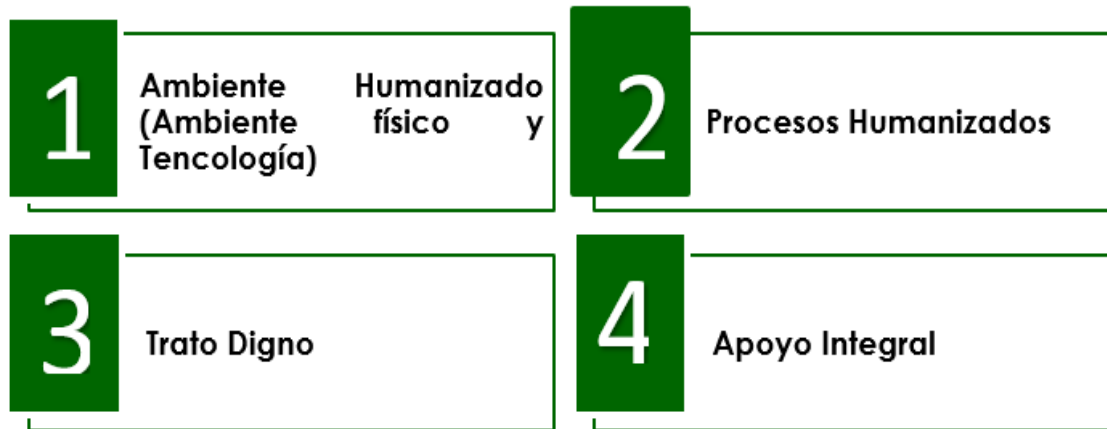 1
Ambiente Humanizado
(Ambiente físico y
Tencología)
2
Procesos Humanizados
3
Trato Digno
4
Apoyo Integral